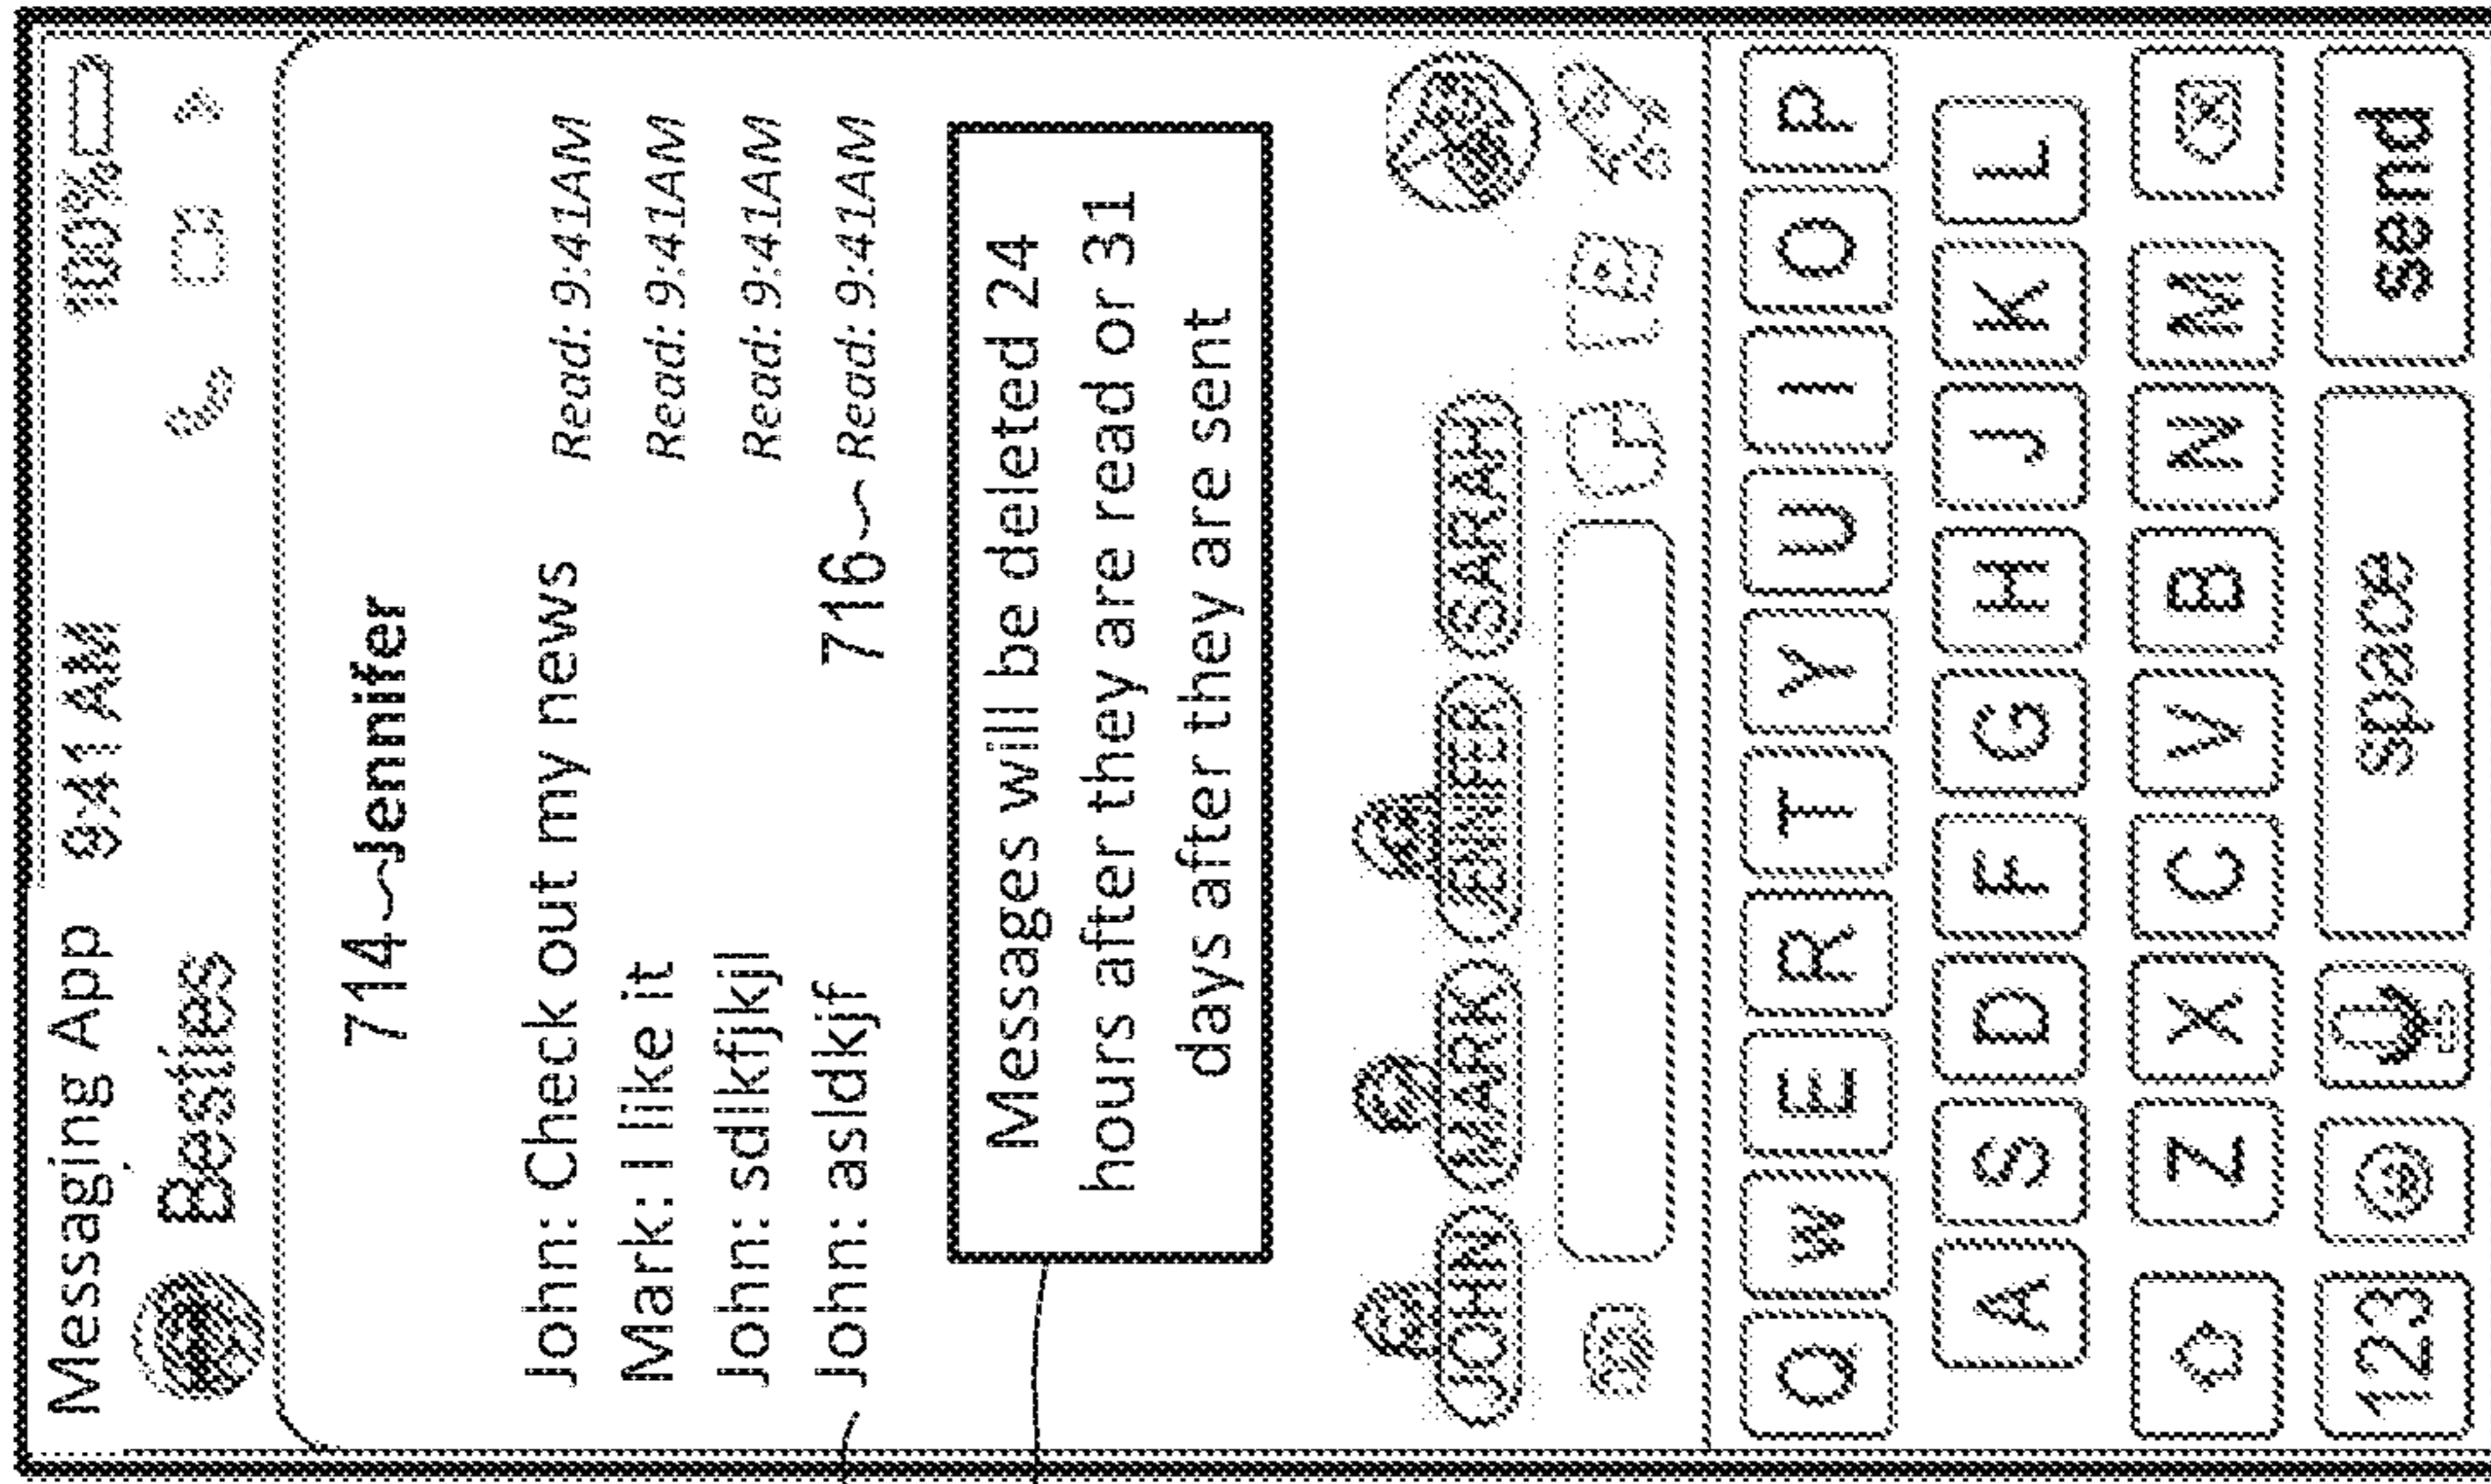 Messaging App 9:41 AM 100%
Besties
714 Jennifer
John: Check out my news Read: 9:41AM
Mark: I like it Read: 9:41AM
John: sdlkfjkjl Read: 9:41AM
John: asldkjf 716 Read: 9:41AM
Messages will be deleted 24
hours after they are read or 31
days after they are sent
JOHN MARK ENIFER SARAH
Q W E R T Y U I O P
A S D F G H J K L
Z X C V B N M
123 space send